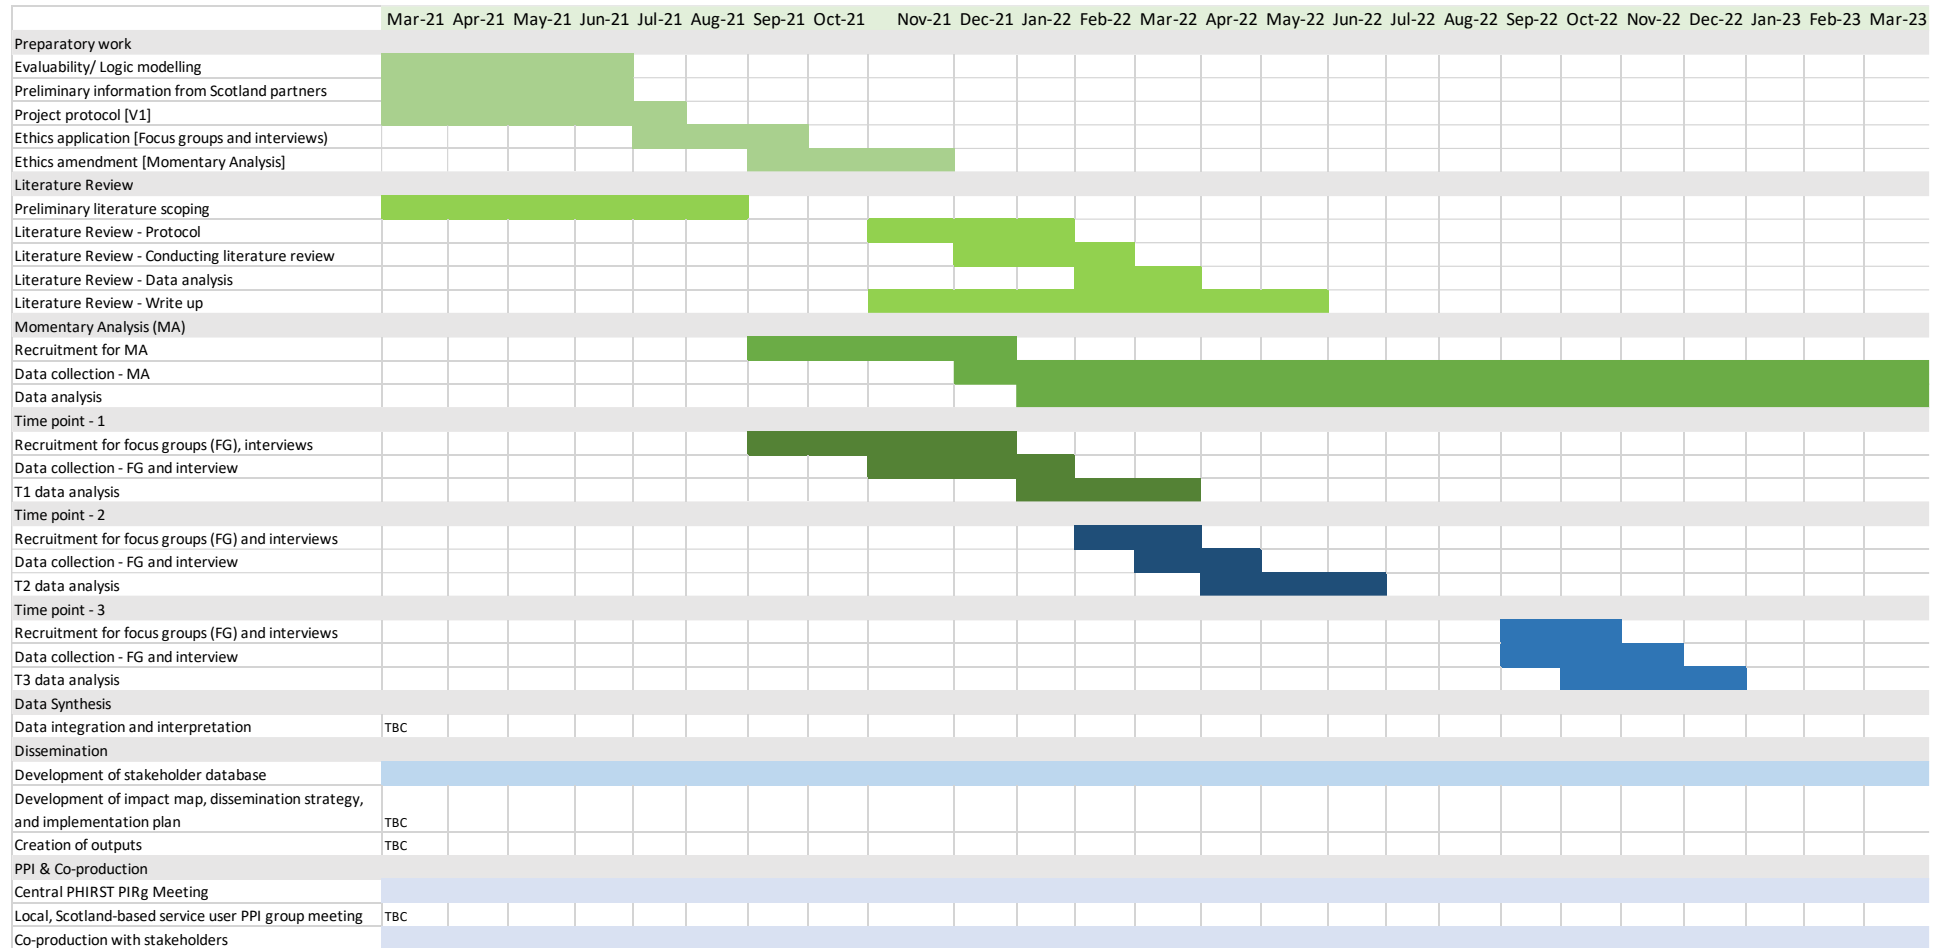 Mar-21 Apr-21 May-21 Jun-21 Jul-21 Aug-21 Sep-21 Oct-21 Nov-21 Dec-21 Jan-22 Feb-22 Mar-22 Apr-22 May-22 Jun-22 Jul-22 Aug-22 Sep-22 Oct-22 Nov-22 Dec-22 Jan-23 Feb-23 Mar-23
Preparatory work
Evaluability/ Logic modelling
Preliminary information from Scotland partners
Project protocol [V1]
Ethics application [Focus groups and interviews)
Ethics amendment [Momentary Analysis]
Literature Review
Preliminary literature scoping
Literature Review - Protocol
Literature Review - Conducting literature review
Literature Review - Data analysis
Literature Review - Write up
Momentary Analysis (MA)
Recruitment for MA
Data collection - MA
Data analysis
Time point - 1
Recruitment for focus groups (FG), interviews
Data collection - FG and interview
T1 data analysis
Time point - 2
Recruitment for focus groups (FG) and interviews
Data collection - FG and interview
T2 data analysis
Time point - 3
Recruitment for focus groups (FG) and interviews
Data collection - FG and interview
T3 data analysis
Data Synthesis
Data integration and interpretation TBC
Dissemination
Development of stakeholder database
Development of impact map, dissemination strategy,
and implementation plan TBC
Creation of outputs TBC
PPI & Co-production
Central PHIRST PIRg Meeting
Local, Scotland-based service user PPI group meeting TBC
Co-production with stakeholders